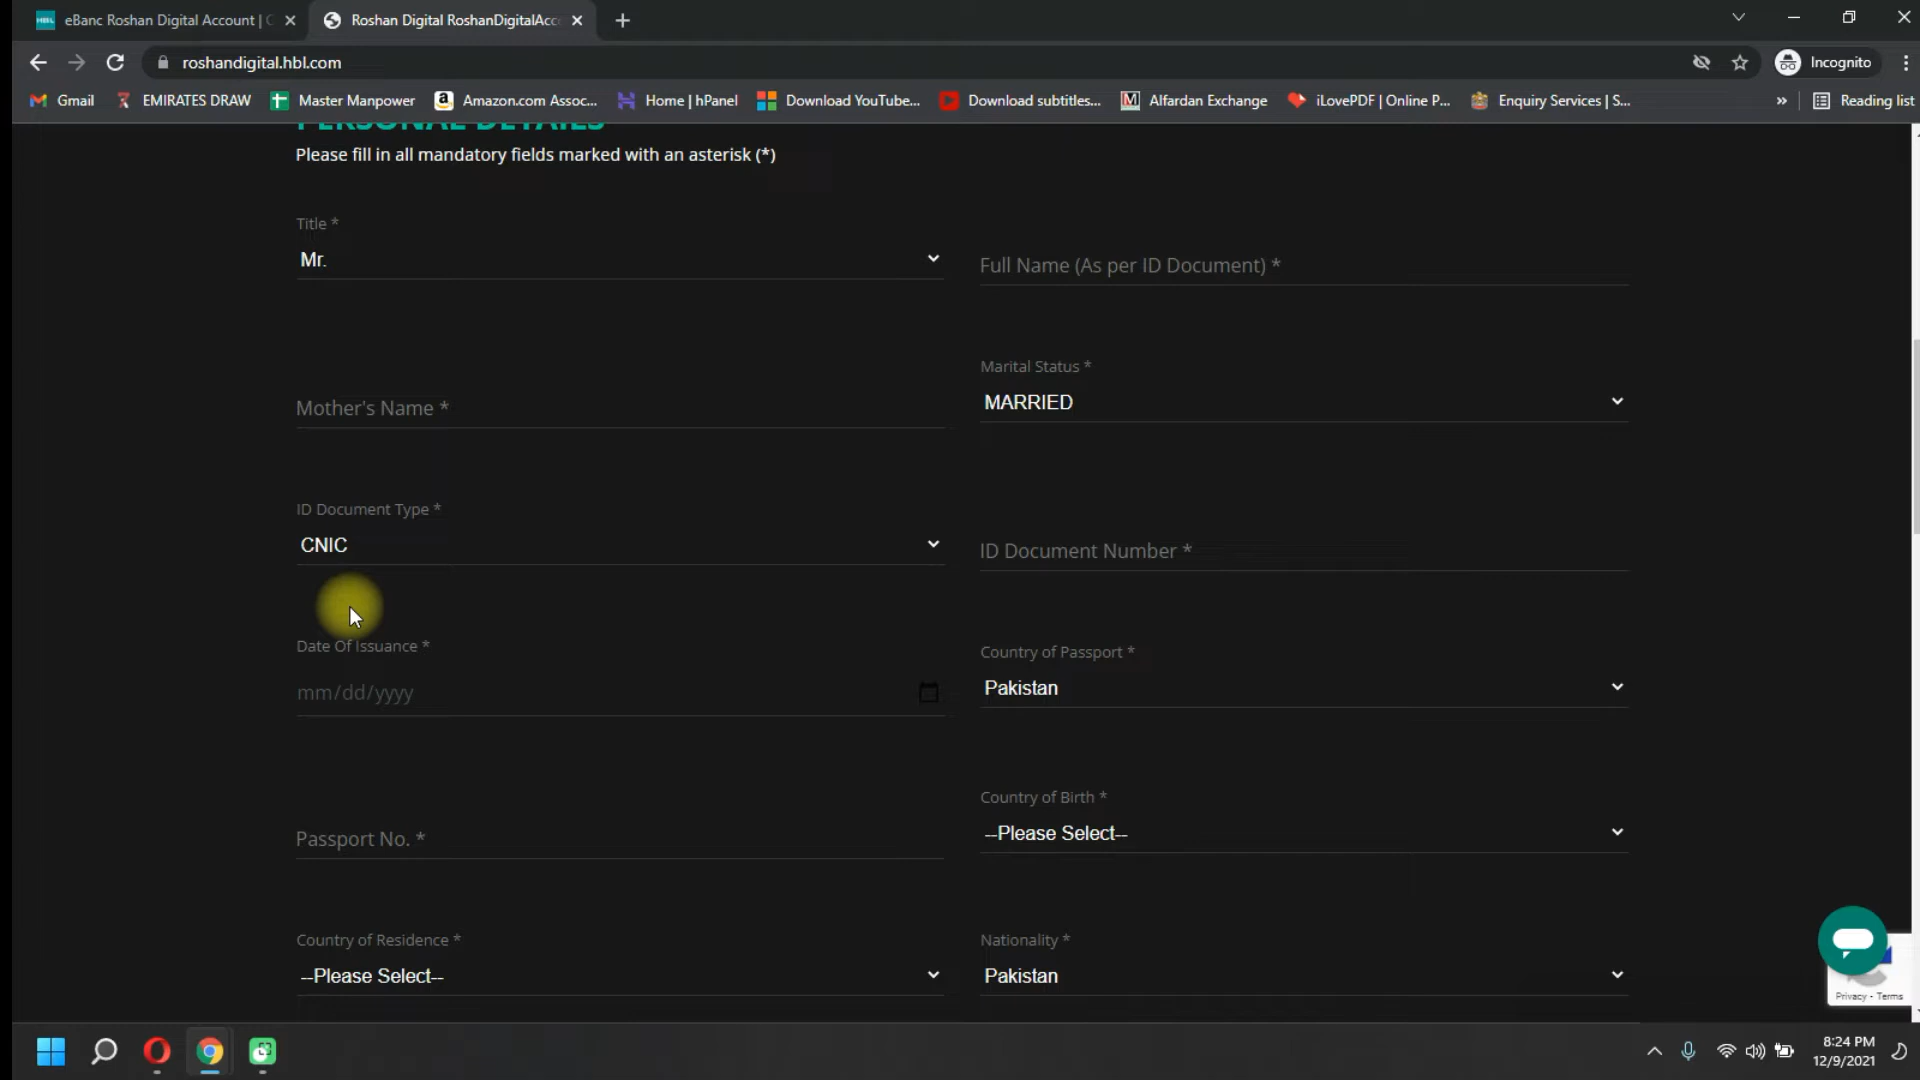 HBL eBanc Roshan Digital Account | C
Roshan Digital RoshanDigitalAcc
roshandigital.hbl.com
Incognito
Gmail
EMIRATES DRAW
Master Manpower
Amazon.com Assoc...
Home | hPanel
Download YouTube...
Download subtitles...
Alfardan Exchange
iLovePDF | Online P...
Enquiry Services | S...
»
Reading list
PERSONAL DETAILS
Please fill in all mandatory fields marked with an asterisk (*)
Title *
Mr.
Full Name (As per ID Document) *
Mother's Name *
Marital Status *
MARRIED
ID Document Type *
CNIC
ID Document Number *
Date Of Issuance *
mm/dd/yyyy
Country of Passport *
Pakistan
Passport No. *
Country of Birth *
--Please Select--
Country of Residence *
--Please Select--
Nationality *
Pakistan
Privacy - Terms
8:24 PM
12/9/2021